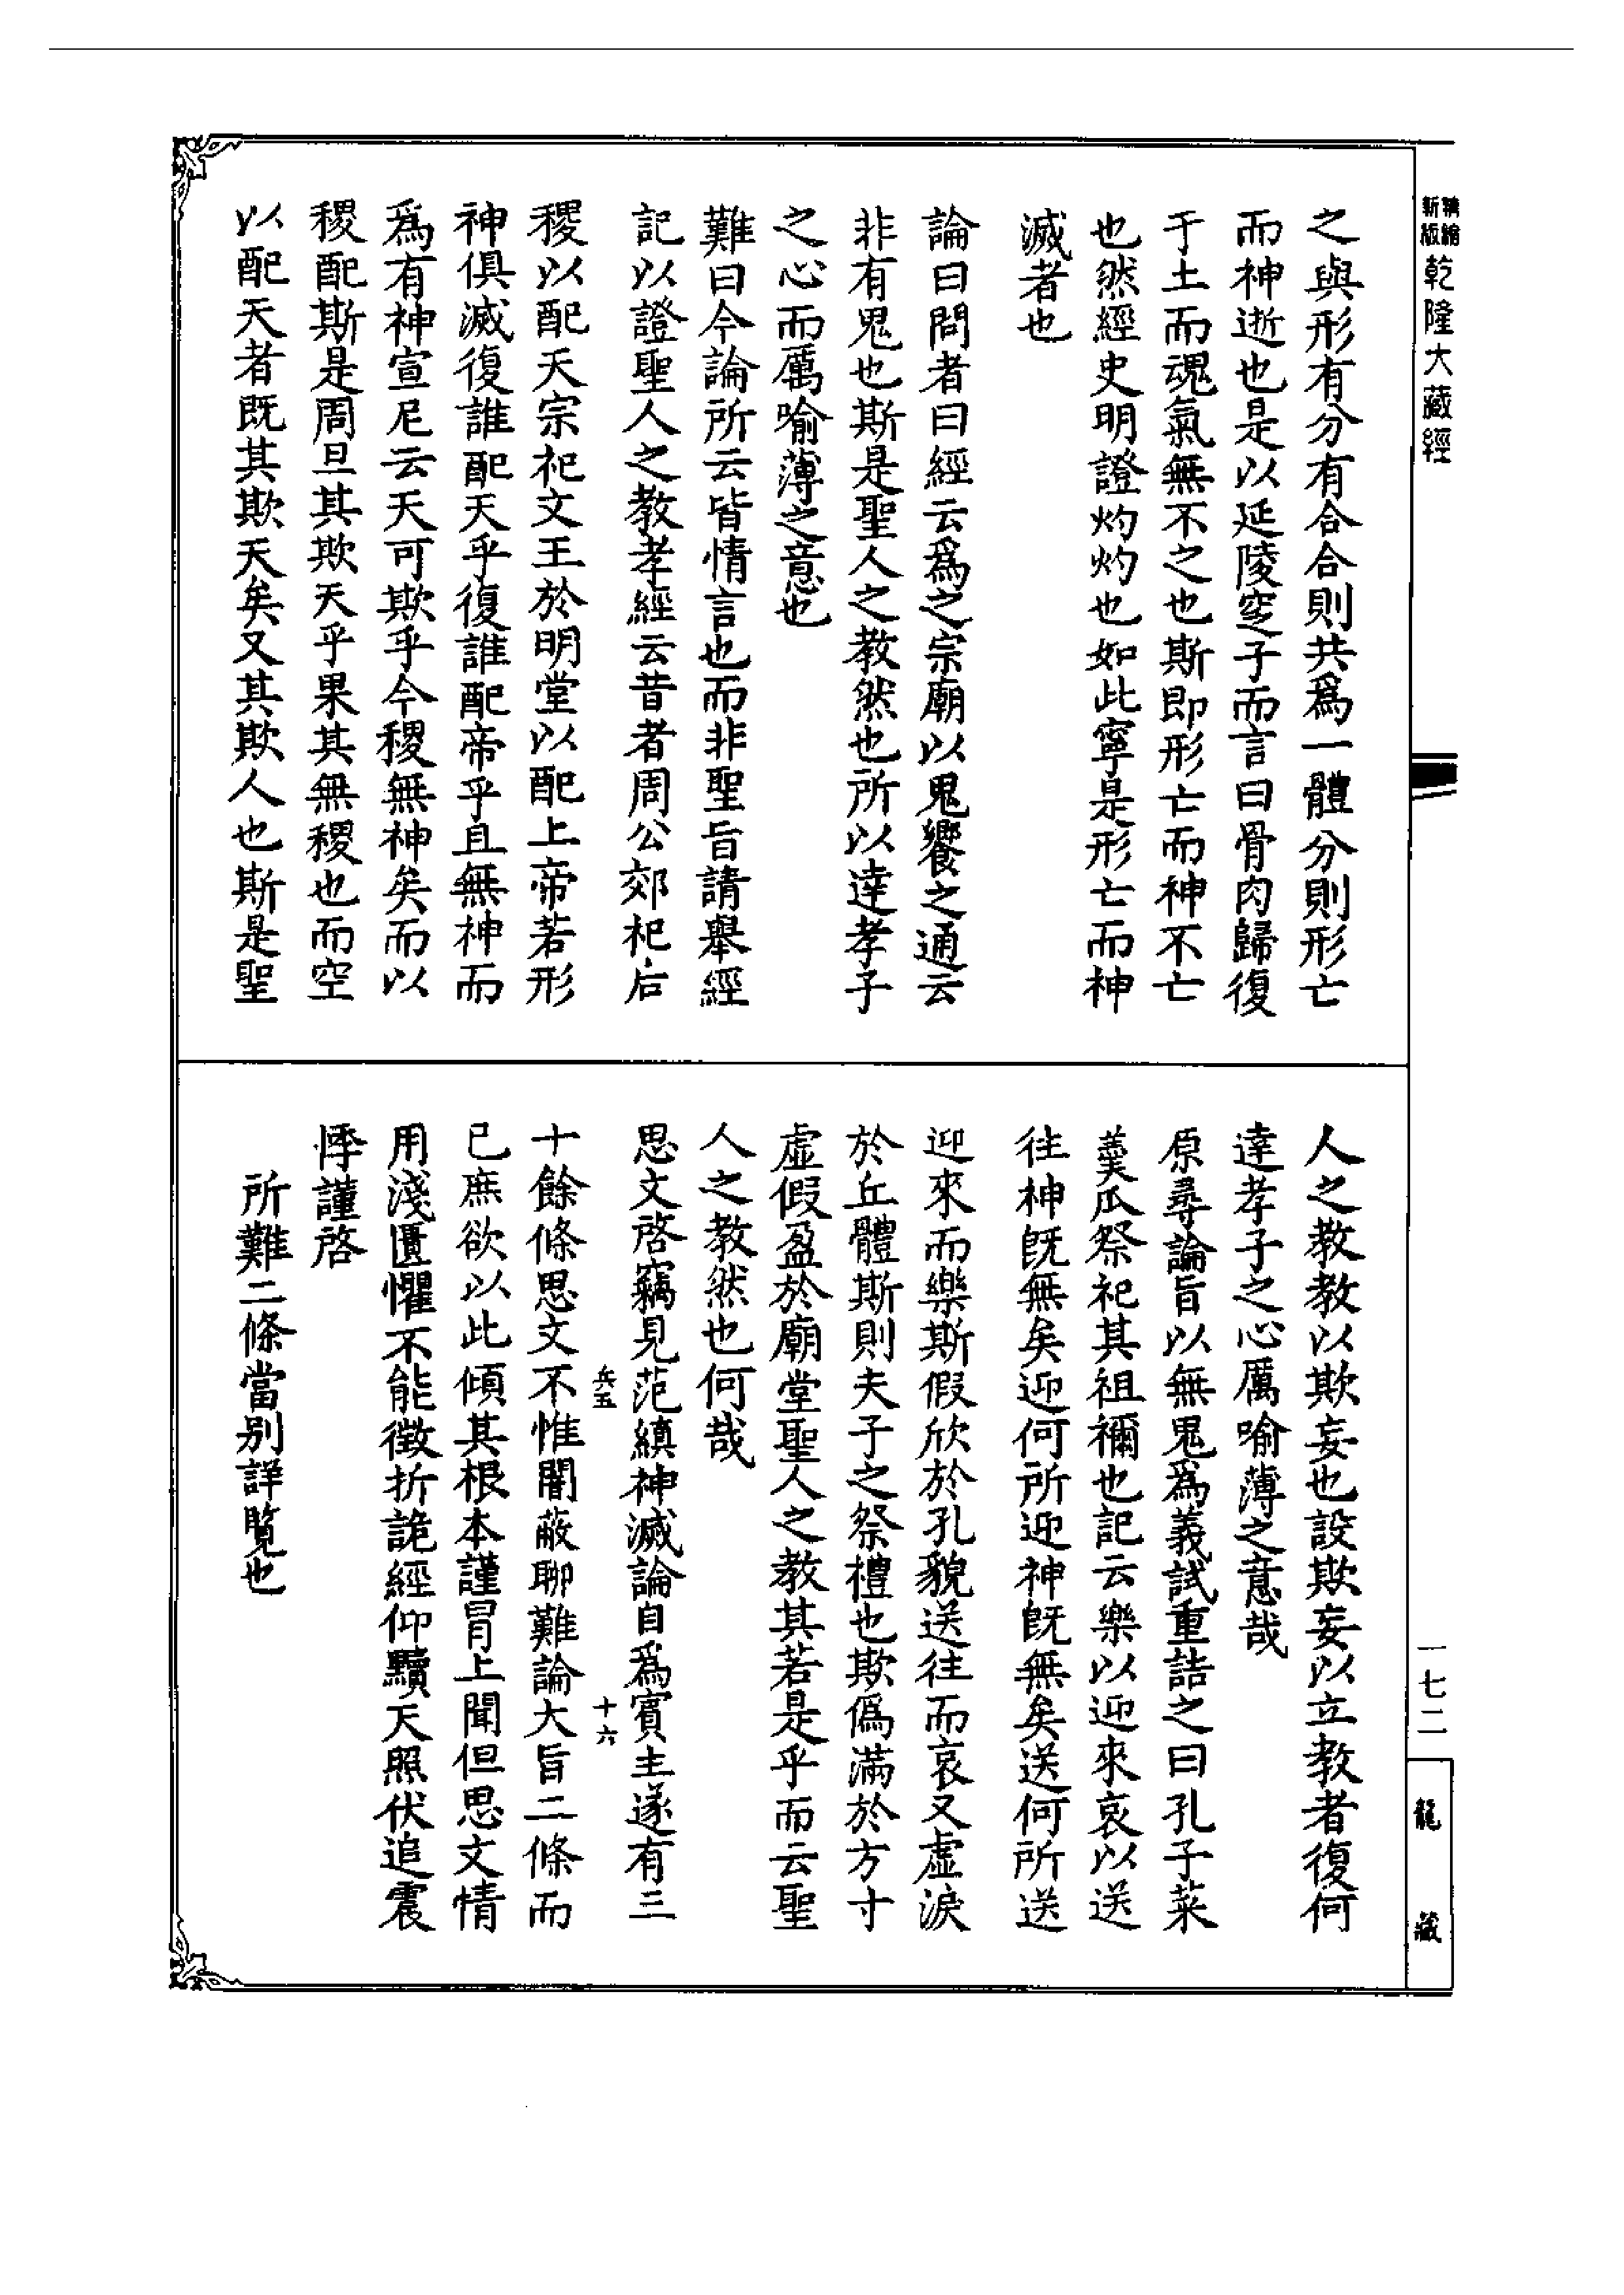 精繪新版乾隆大藏經
之與形有分有合合則共爲一體分則形亡
而神逝也是以延陵窆子而言曰骨肉歸復
于土而魂氣無不之也斯即形亡而神不亡
也然經史明證灼灼也如此寧是形亡而神
滅者也
論曰問者曰經云爲之宗廟以鬼饗之通云
非有鬼也斯是聖人之教然也所以達孝子
之心而厲喻薄之意也
難曰今論所云皆情言也而非聖旨請舉經
記以證聖人之教孝經云昔者周公郊祀后
稷以配天宗祀文王於明堂以配上帝若形
神俱滅復誰配天乎復誰配帝乎且無神而
爲有神宣尼云天可欺乎今稷無神矣而以
稷配斯是周旦其欺天乎果其無稷也而空
以配天者既其欺天矣又其欺人也斯是聖
人之教教以欺妄也設欺妄以立教者復何
達孝子之心厲喻薄之意哉
原尋論旨以無鬼爲義試重詰之曰孔子菜
羹瓜祭祀其祖禰也記云樂以迎來哀以送
往神旣無矣迎何所迎神旣無矣送何所送
迎來而樂斯假欣於孔貌送往而哀又虛淚
於丘體斯則夫子之祭禮也欺僞滿於方寸
虛假盈於廟堂聖人之教其若是乎而云聖
人之教然也何哉
思文啓竊見范縝神滅論自爲賓主遂有三
兵五
十六
十餘條思文不惟闇蔽聊難論大旨二條而
已庶欲以此傾其根本謹冒上聞但思文情
用淺匱懼不能徵折詭經仰黷天照伏追震
悸謹啓
所難二條當別詳覽也
一七二
龍藏